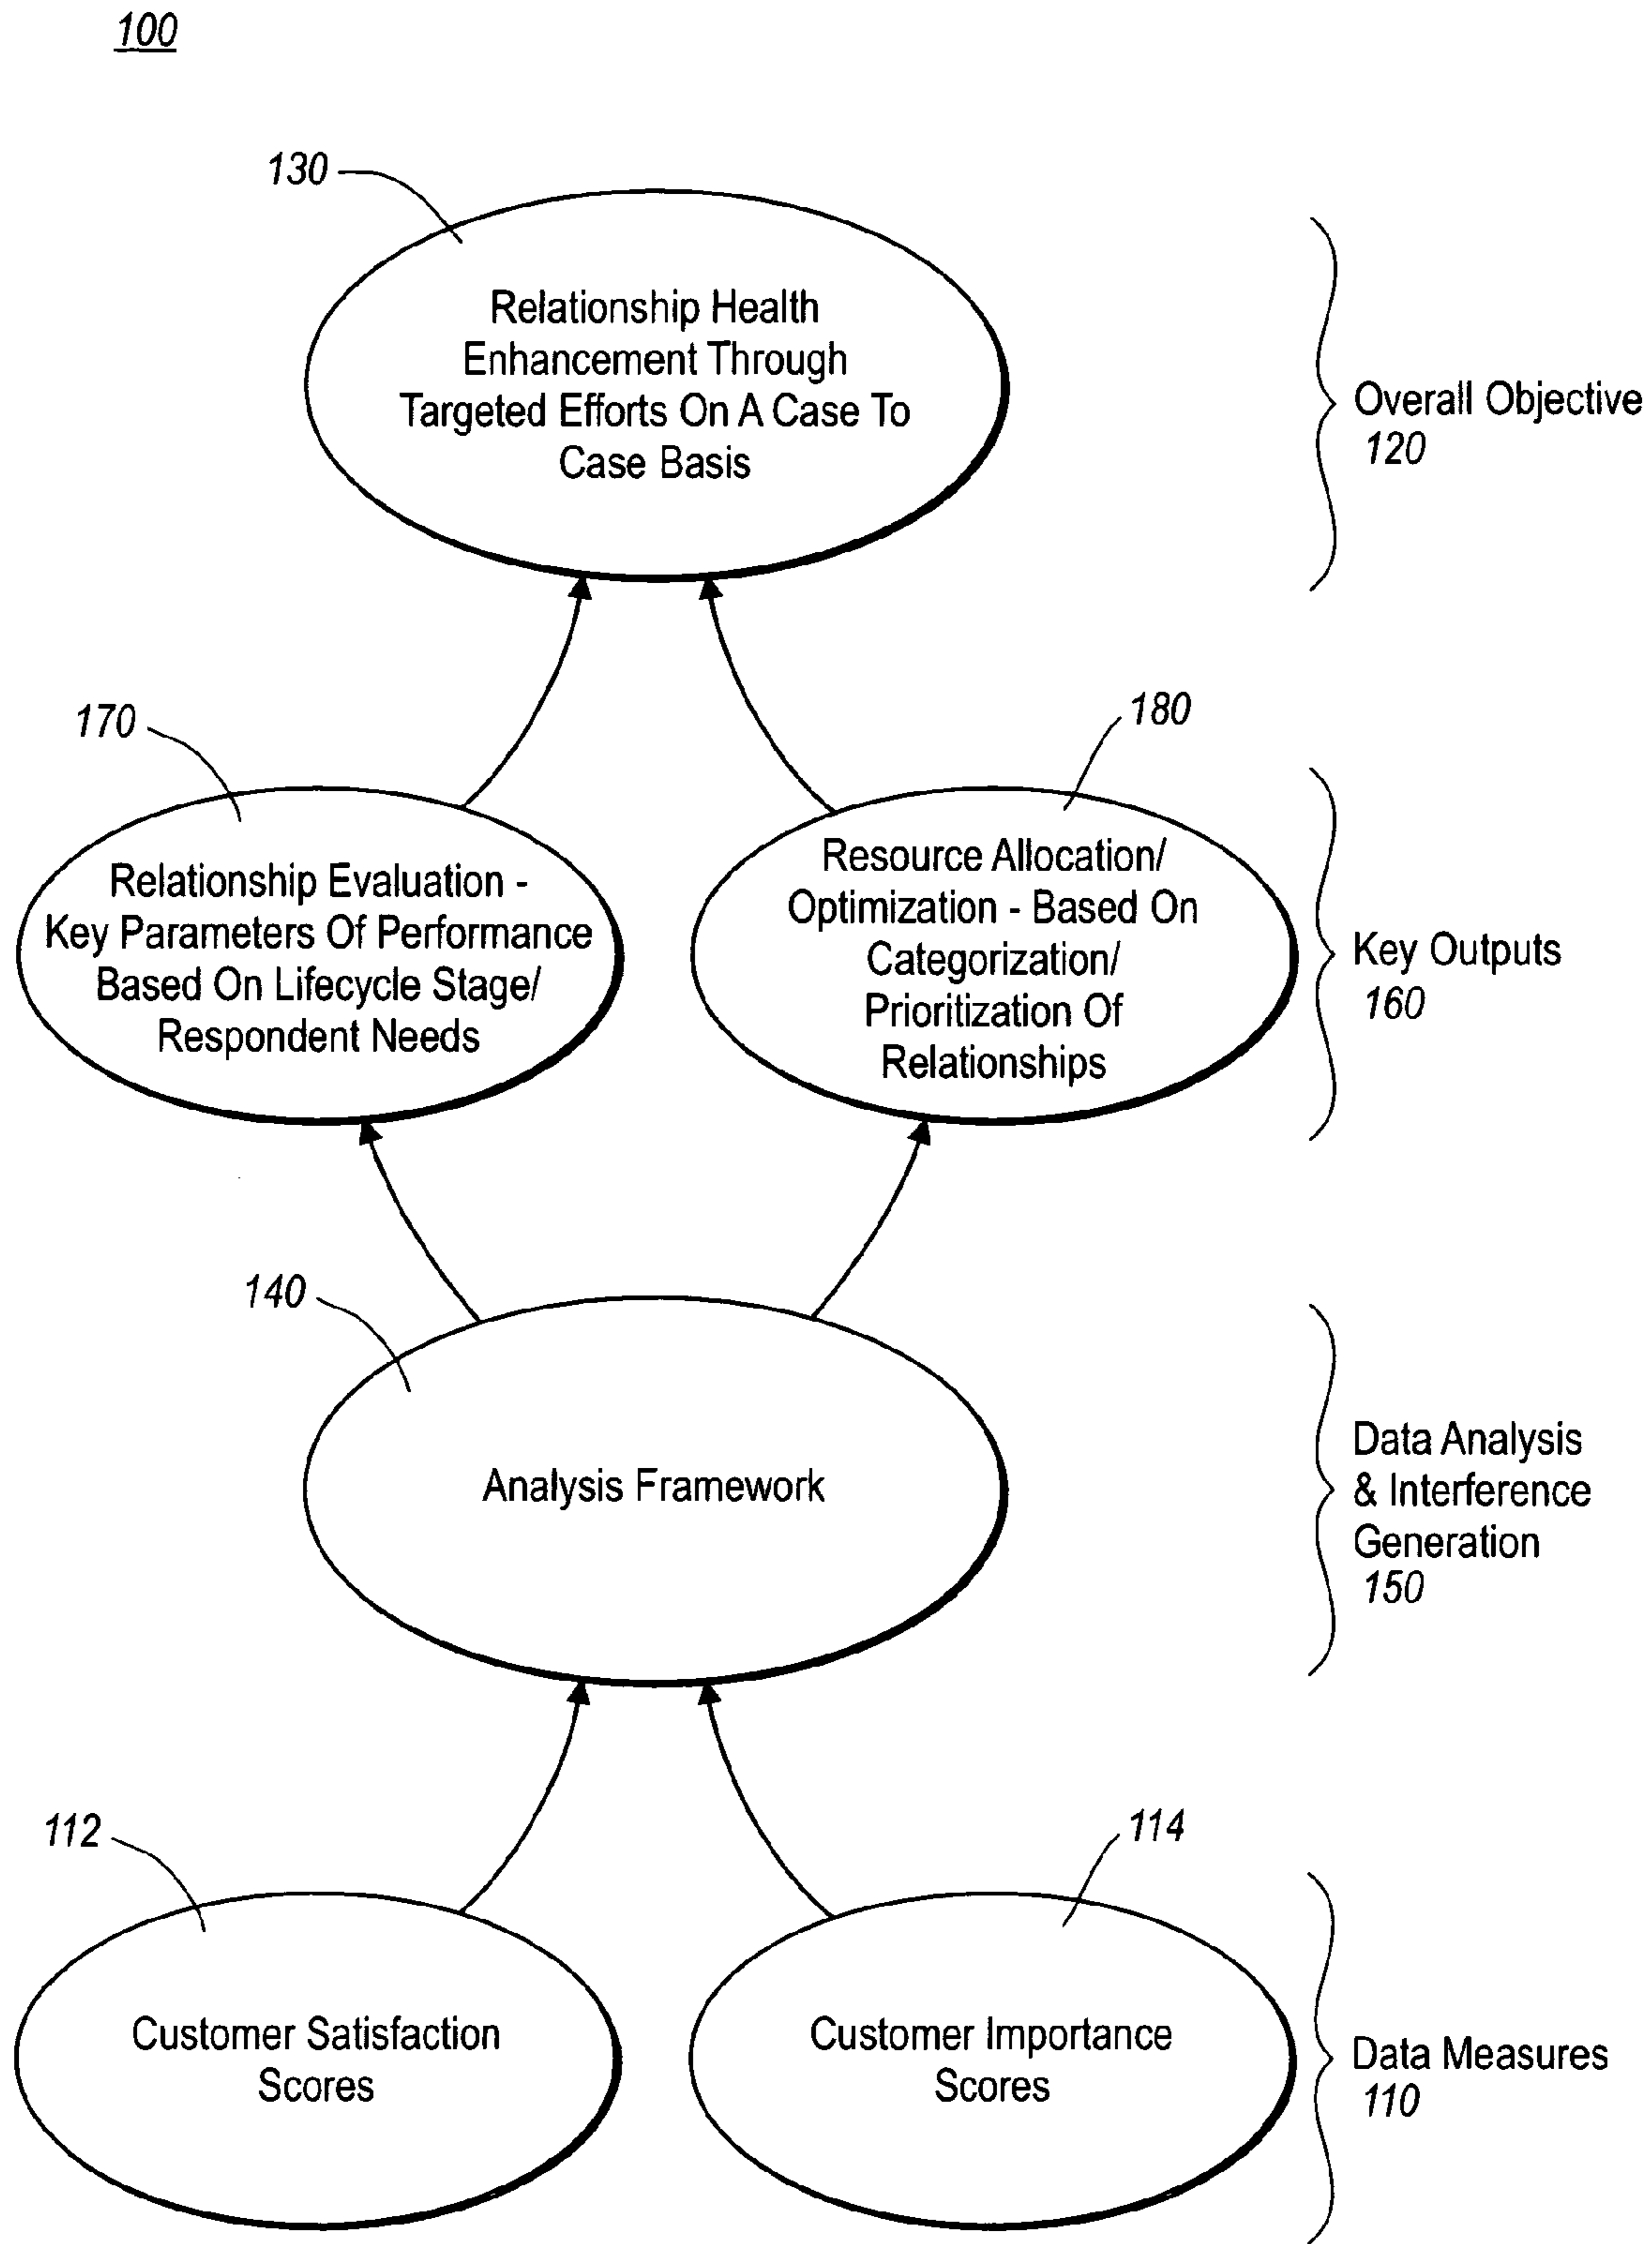 100
130
Relationship Health
Enhancement Through
Targeted Efforts On A Case To
Case Basis
Overall Objective
120
170
Relationship Evaluation -
Key Parameters Of Performance
Based On Lifecycle Stage/
Respondent Needs
180
Resource Allocation/
Optimization - Based On
Categorization/
Prioritization Of
Relationships
Key Outputs
160
140
Analysis Framework
Data Analysis
& Interference
Generation
150
112
Customer Satisfaction
Scores
114
Customer Importance
Scores
Data Measures
110